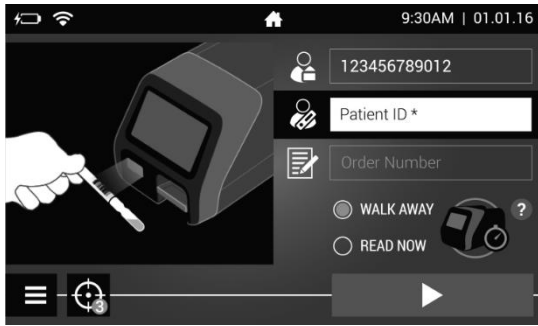 9:30AM | 01.01.16
123456789012
Patient ID *
Order Number
WALK AWAY
?
READ NOW
3